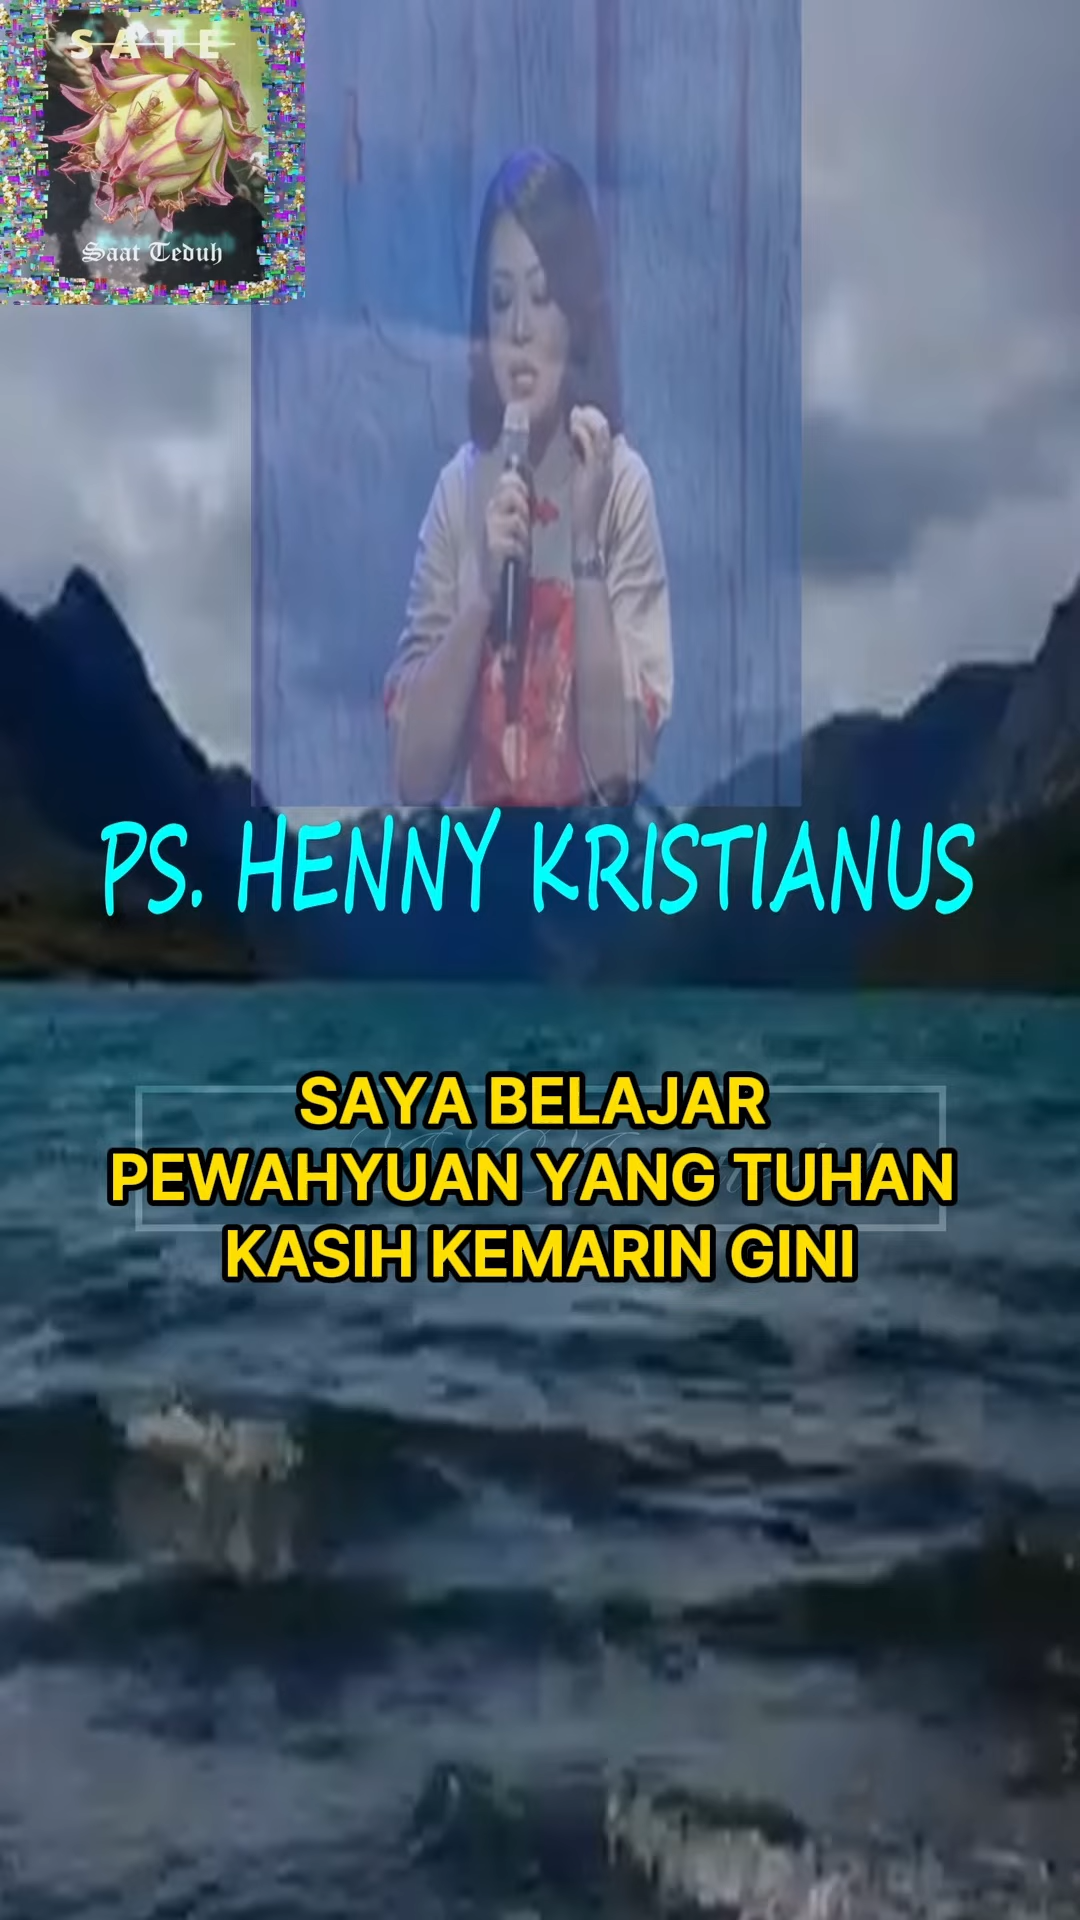 SATE
Saat Teduh
PS. HENNY KRISTIANUS
SAYA BELAJAR
PEWAHYUAN YANG TUHAN
KASIH KEMARIN GINI